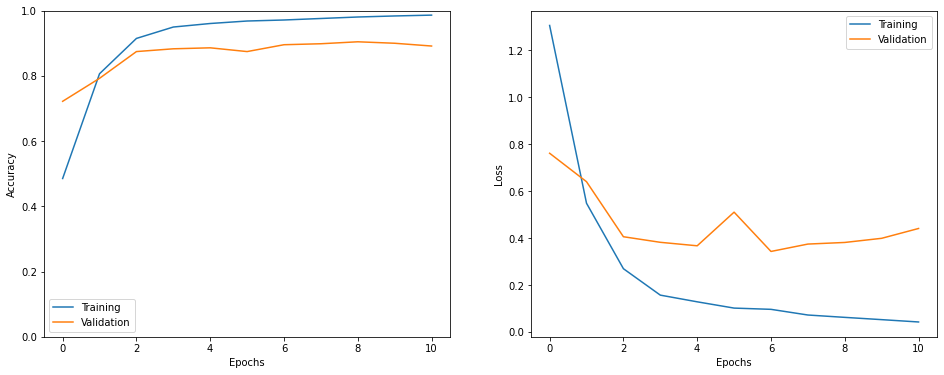 1.0
0.8
0.6
0.4
0.2
0.0
Accuracy
Training
Validation
0 2 4 6 8 10
Epochs
1.2
1.0
0.8
0.6
0.4
0.2
0.0
Loss
Training
Validation
0 2 4 6 8 10
Epochs